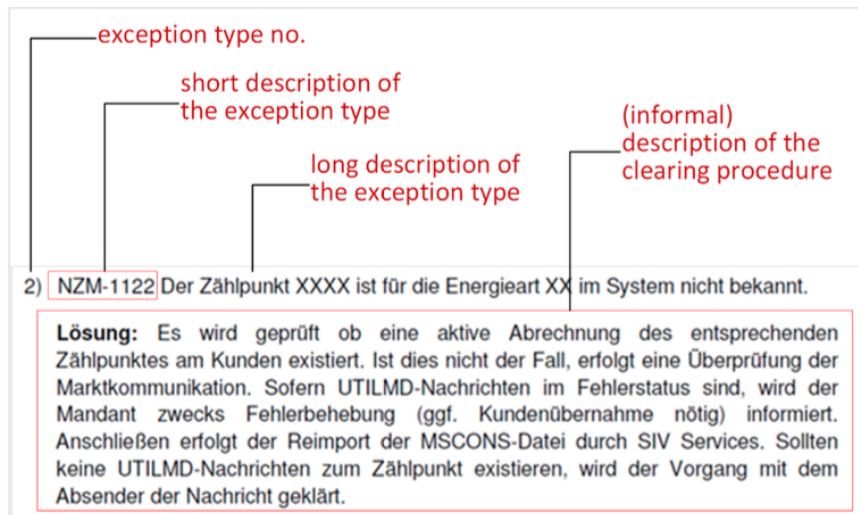 exception type no.
short description of
the exception type
(informal)
description of the
clearing procedure
long description of
the exception type
2) NZM-1122 Der Zählpunkt XXXX ist für die Energieart XX im System nicht bekannt.
Lösung: Es wird geprüft ob eine aktive Abrechnung des entsprechenden
Zählpunktes am Kunden existiert. Ist dies nicht der Fall, erfolgt eine Überprüfung der
Marktkommunikation. Sofern UTILMD-Nachrichten im Fehlerstatus sind, wird der
Mandant zwecks Fehlerbehebung (ggf. Kundenübernahme nötig) informiert.
Anschließen erfolgt der Reimport der MSCONS-Datei durch SIV Services. Sollten
keine UTILMD-Nachrichten zum Zählpunkt existieren, wird der Vorgang mit dem
Absender der Nachricht geklärt.